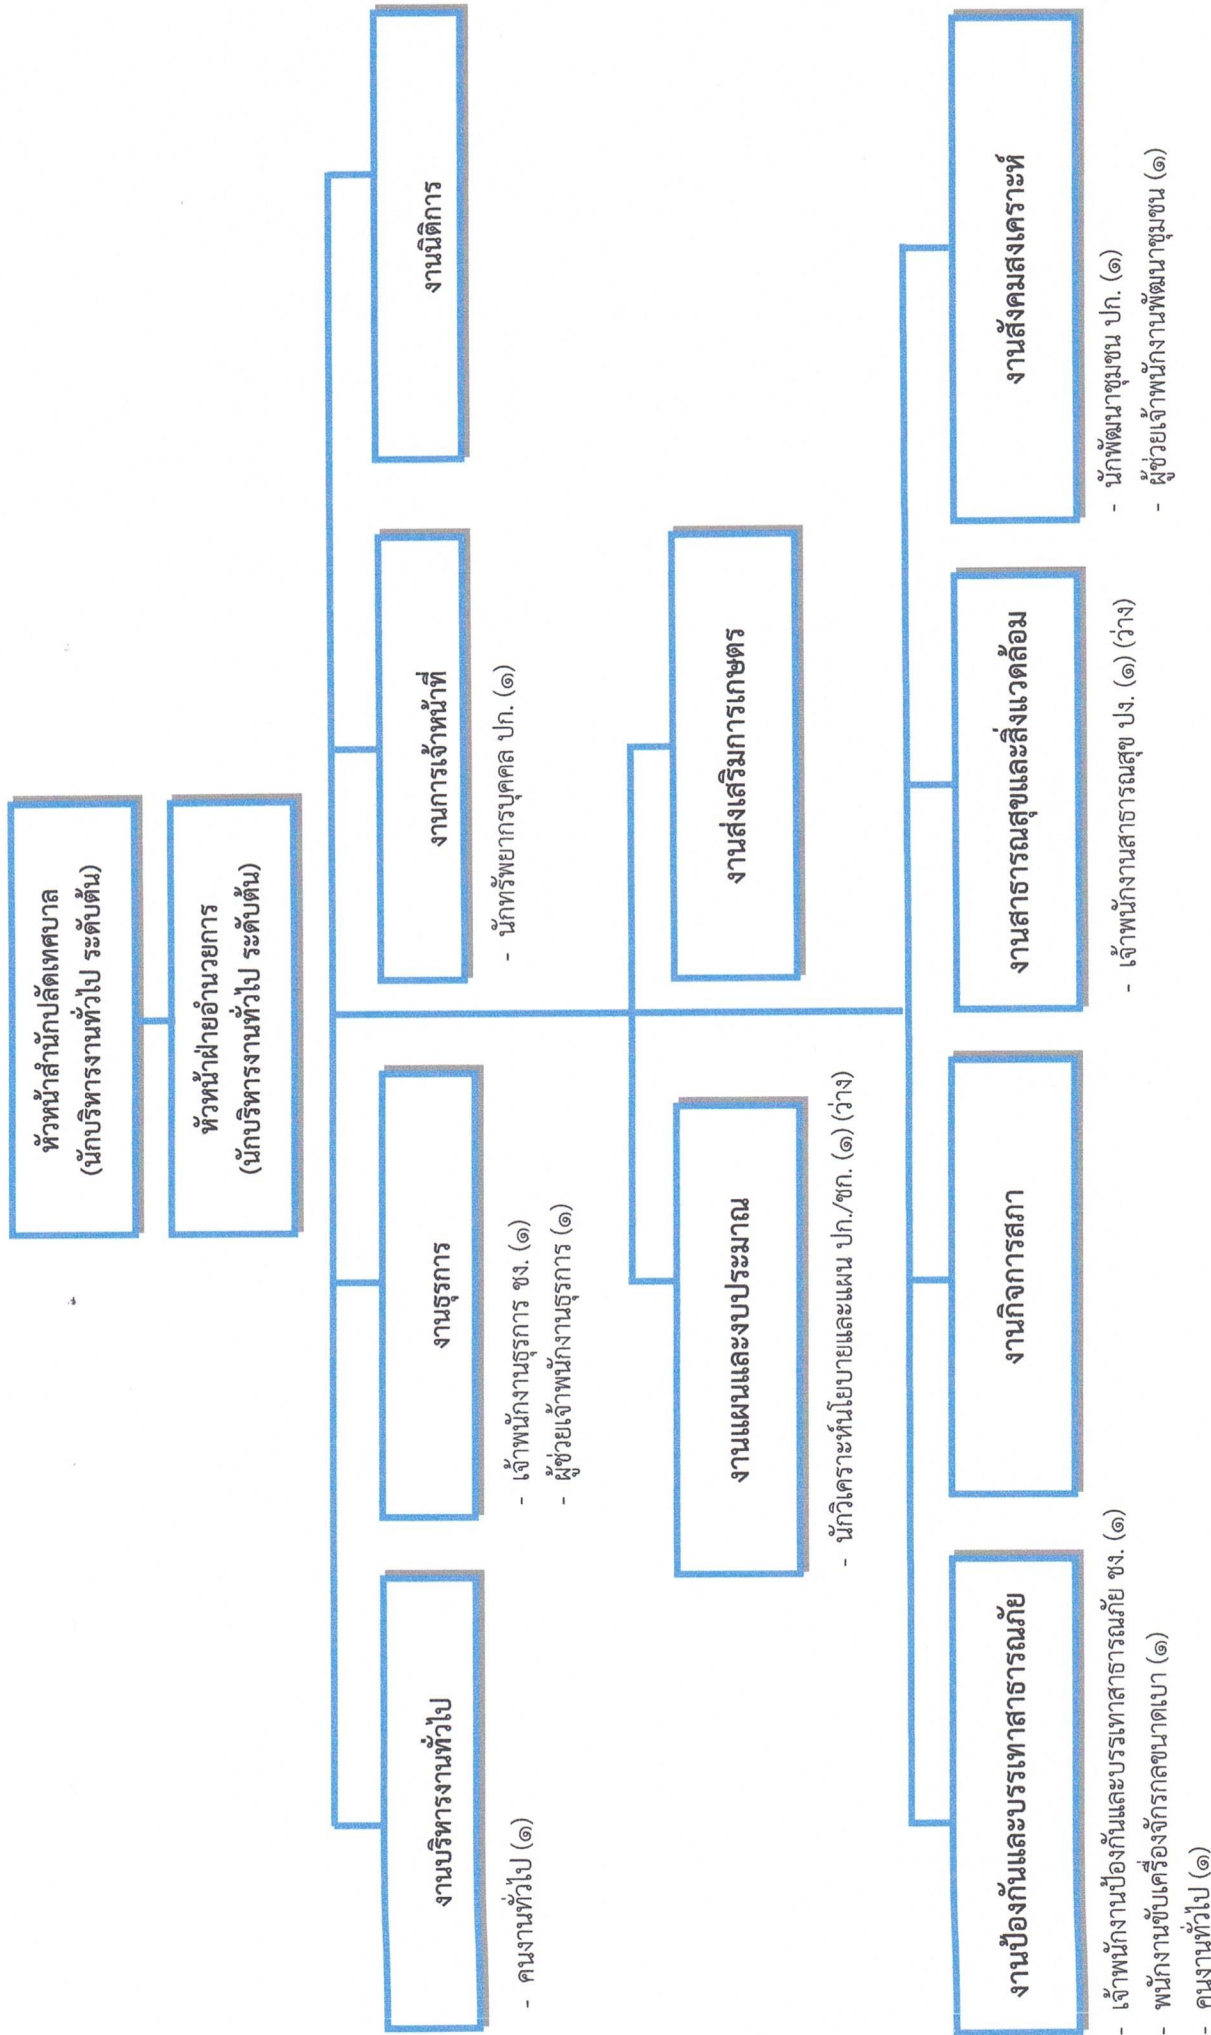 หัวหน้าสำนักปลัดเทศบาล
(นักบริหารงานทั่วไป ระดับต้น)
หัวหน้าฝ่ายอำนวยการ
(นักบริหารงานทั่วไป ระดับต้น)
งานบริหารงานทั่วไป
- คนงานทั่วไป (๑)
งานธุรการ
- เจ้าพนักงานธุรการ ชง. (๑)
- ผู้ช่วยเจ้าพนักงานธุรการ (๑)
งานการเจ้าหน้าที่
- นักทรัพยากรบุคคล ปก. (๑)
งานนิติการ
งานแผนและงบประมาณ
- นักวิเคราะห์นโยบายและแผน ปก./ชก. (๑) (ว่าง)
งานส่งเสริมการเกษตร
งานป้องกันและบรรเทาสาธารณภัย
- เจ้าพนักงานป้องกันและบรรเทาสาธารณภัย ชง. (๑)
- พนักงานขับเครื่องจักรกลขนาดเบา (๑)
- คนงานทั่วไป (๑)
งานกิจการสภา
งานสาธารณสุขและสิ่งแวดล้อม
- เจ้าพนักงานสาธารณสุข ปง. (๑) (ว่าง)
งานสังคมสงเคราะห์
- นักพัฒนาชุมชน ปก. (๑)
- ผู้ช่วยเจ้าพนักงานพัฒนาชุมชน (๑)